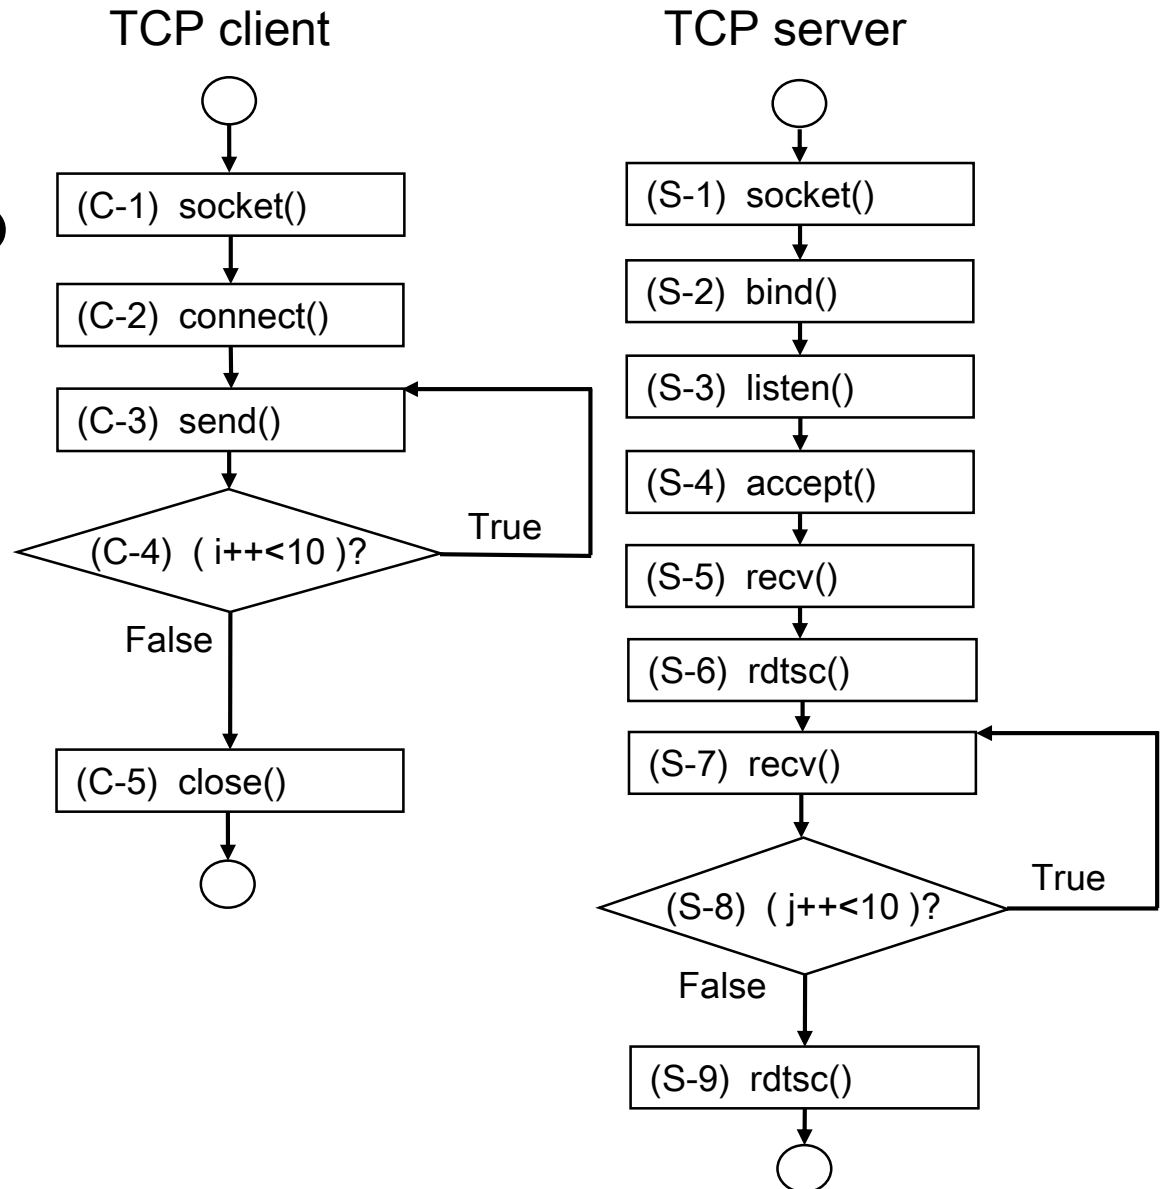 TCP client
(C-1) socket()
(C-2) connect()
(C-3) send()
(C-4) ( i++<10 )?
True
False
(C-5) close()
TCP server
(S-1) socket()
(S-2) bind()
(S-3) listen()
(S-4) accept()
(S-5) recv()
(S-6) rdtsc()
(S-7) recv()
(S-8) ( j++<10 )?
True
False
(S-9) rdtsc()